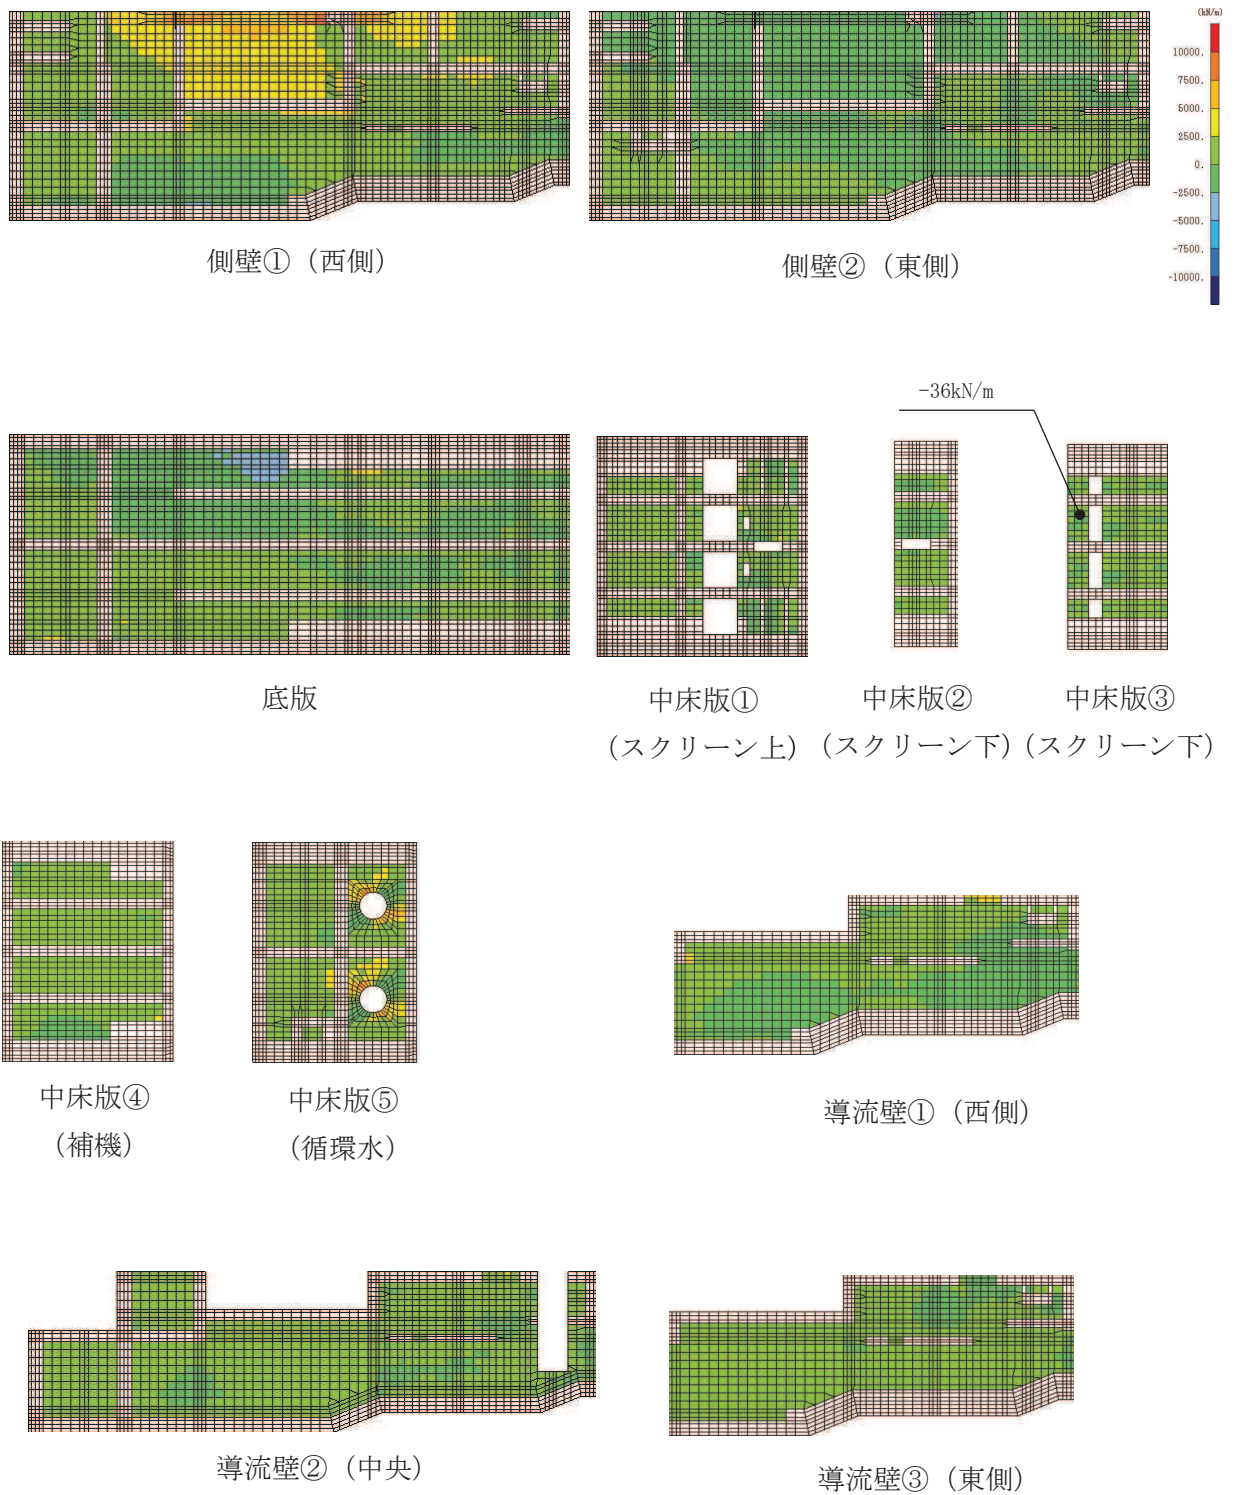 (kN/m)
10000.
7500.
5000.
2500.
0.
-2500.
-5000.
-7500.
-10000.
側壁①（西側）
側壁②（東側）
-36kN/m
底版
中床版①
（スクリーン上）
中床版②
（スクリーン下）
中床版③
（スクリーン下）
中床版④
（補機）
中床版⑤
（循環水）
導流壁①（西側）
導流壁②（中央）
導流壁③（東側）